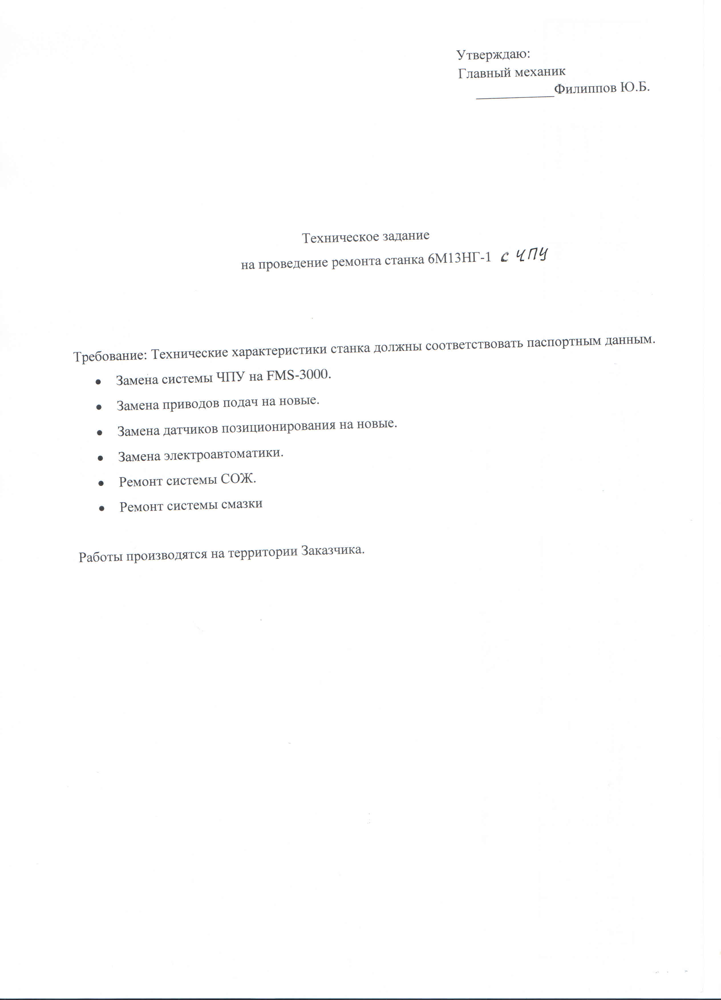 Утверждаю:
Главный механик
___________Филиппов Ю.Б.
Техническое задание
на проведение ремонта станка 6М13НГ-1 с ЧПУ
Требование: Технические характеристики станка должны соответствовать паспортным данным.
● Замена системы ЧПУ на FMS-3000.
● Замена приводов подач на новые.
● Замена датчиков позиционирования на новые.
● Замена электроавтоматики.
● Ремонт системы СОЖ.
● Ремонт системы смазки
Работы производятся на территории Заказчика.